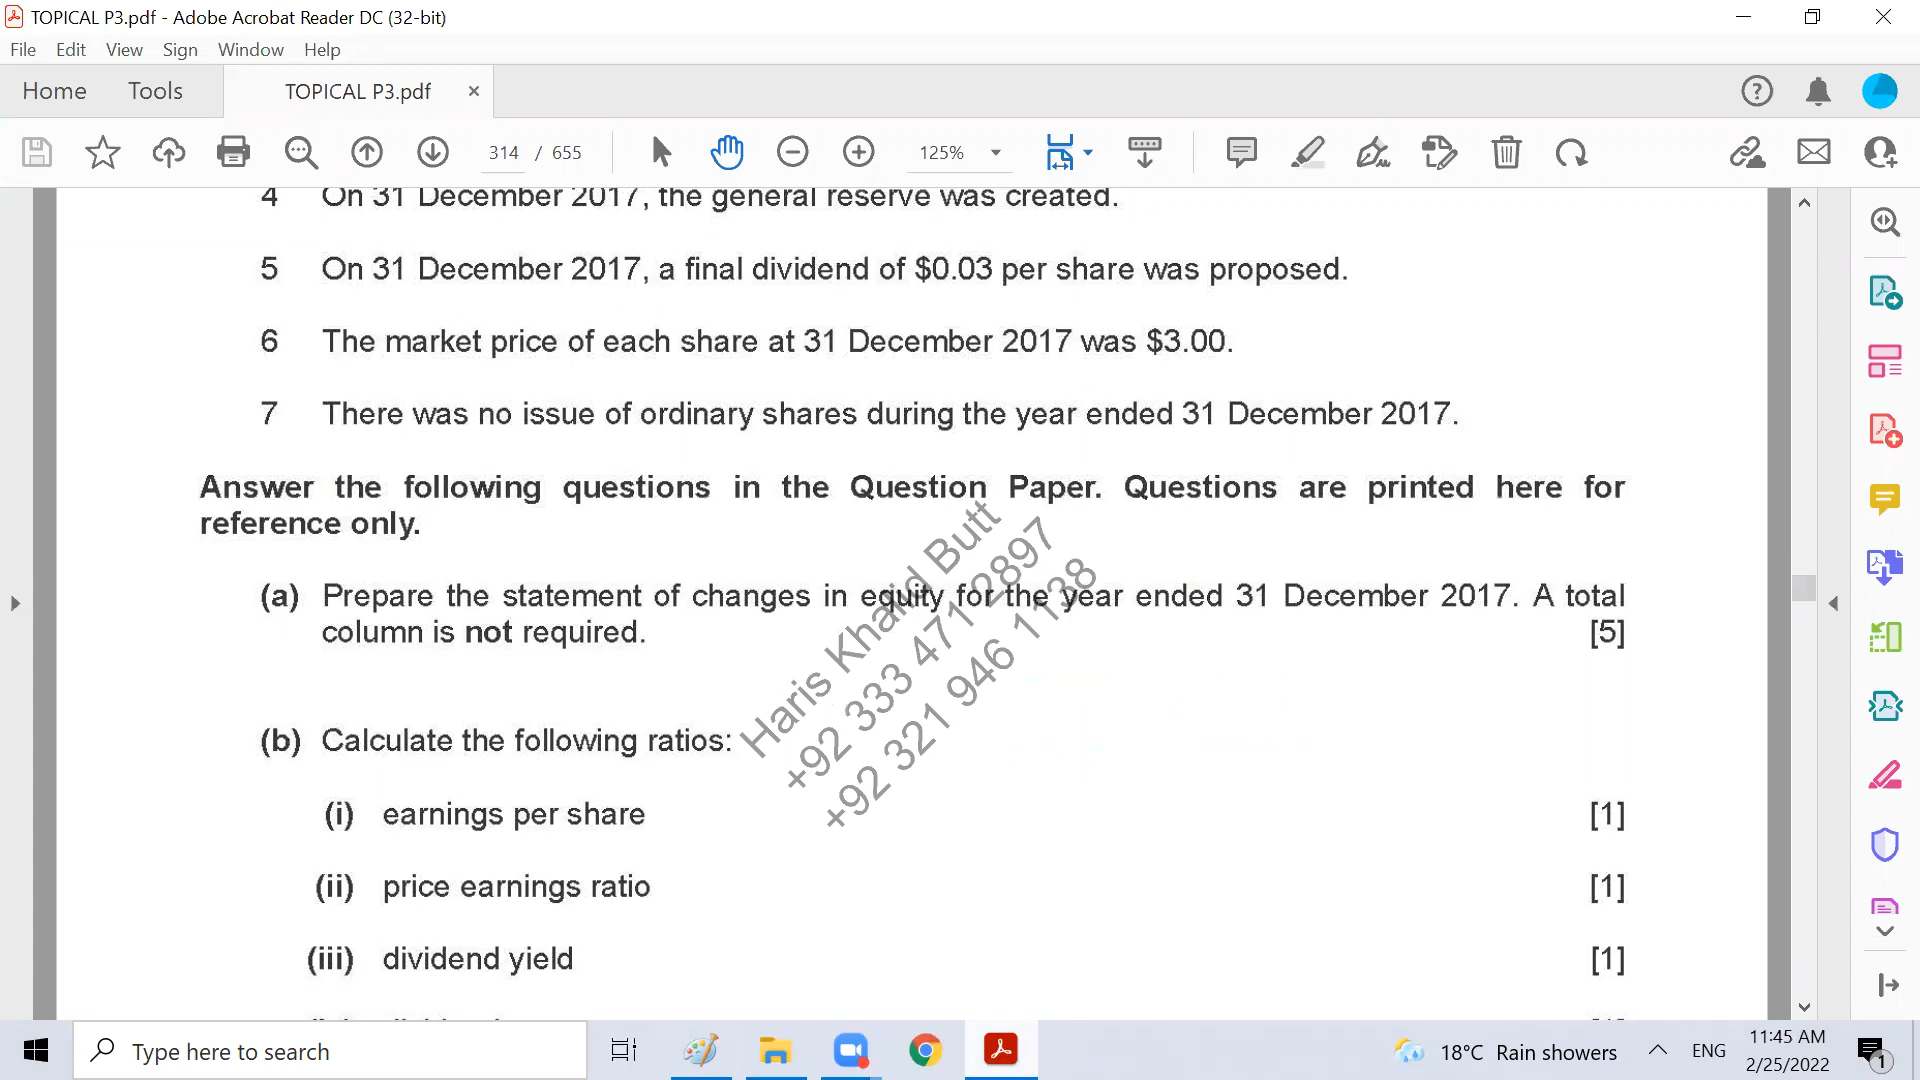 TOPICAL P3.pdf - Adobe Acrobat Reader DC (32-bit)
File Edit View Sign Window Help
Home Tools TOPICAL P3.pdf ×
314 / 655 125%
4 On 31 December 2017, the general reserve was created.
5 On 31 December 2017, a final dividend of $0.03 per share was proposed.
6 The market price of each share at 31 December 2017 was $3.00.
7 There was no issue of ordinary shares during the year ended 31 December 2017.
Answer the following questions in the Question Paper. Questions are printed here for
reference only.
(a) Prepare the statement of changes in equity for the year ended 31 December 2017. A total
column is not required. [5]
(b) Calculate the following ratios:
(i) earnings per share [1]
(ii) price earnings ratio [1]
(iii) dividend yield [1]
Haris Khalid Butt
+92 333 471 2897
+92 321 946 1138
Type here to search
18°C Rain showers
ENG
11:45 AM
2/25/2022
1